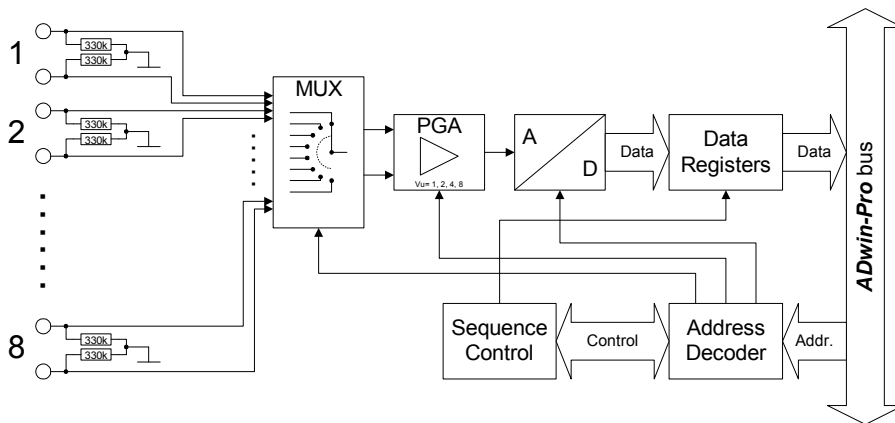 1
330k
330k
2
330k
330k
8
330k
330k
MUX
PGA
Vu= 1, 2, 4, 8
A
D
Data
Data
Registers
Data
Sequence
Control
Control
Address
Decoder
Addr.
ADwin-Pro bus